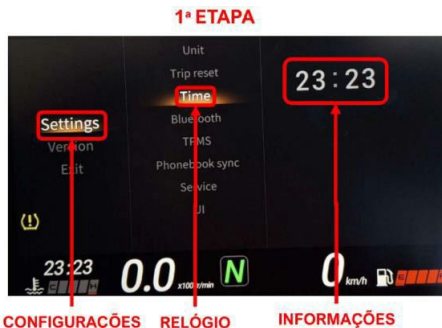 1ª ETAPA
Unit
Trip reset
Time
23:23
Settings
Bluetooth
Version
TPMS
Exit
Phonebook sync
Service
UI
23:23
0.0
x100r/min
N
0
km/h
C
H
CONFIGURAÇÕES
RELÓGIO
INFORMAÇÕES